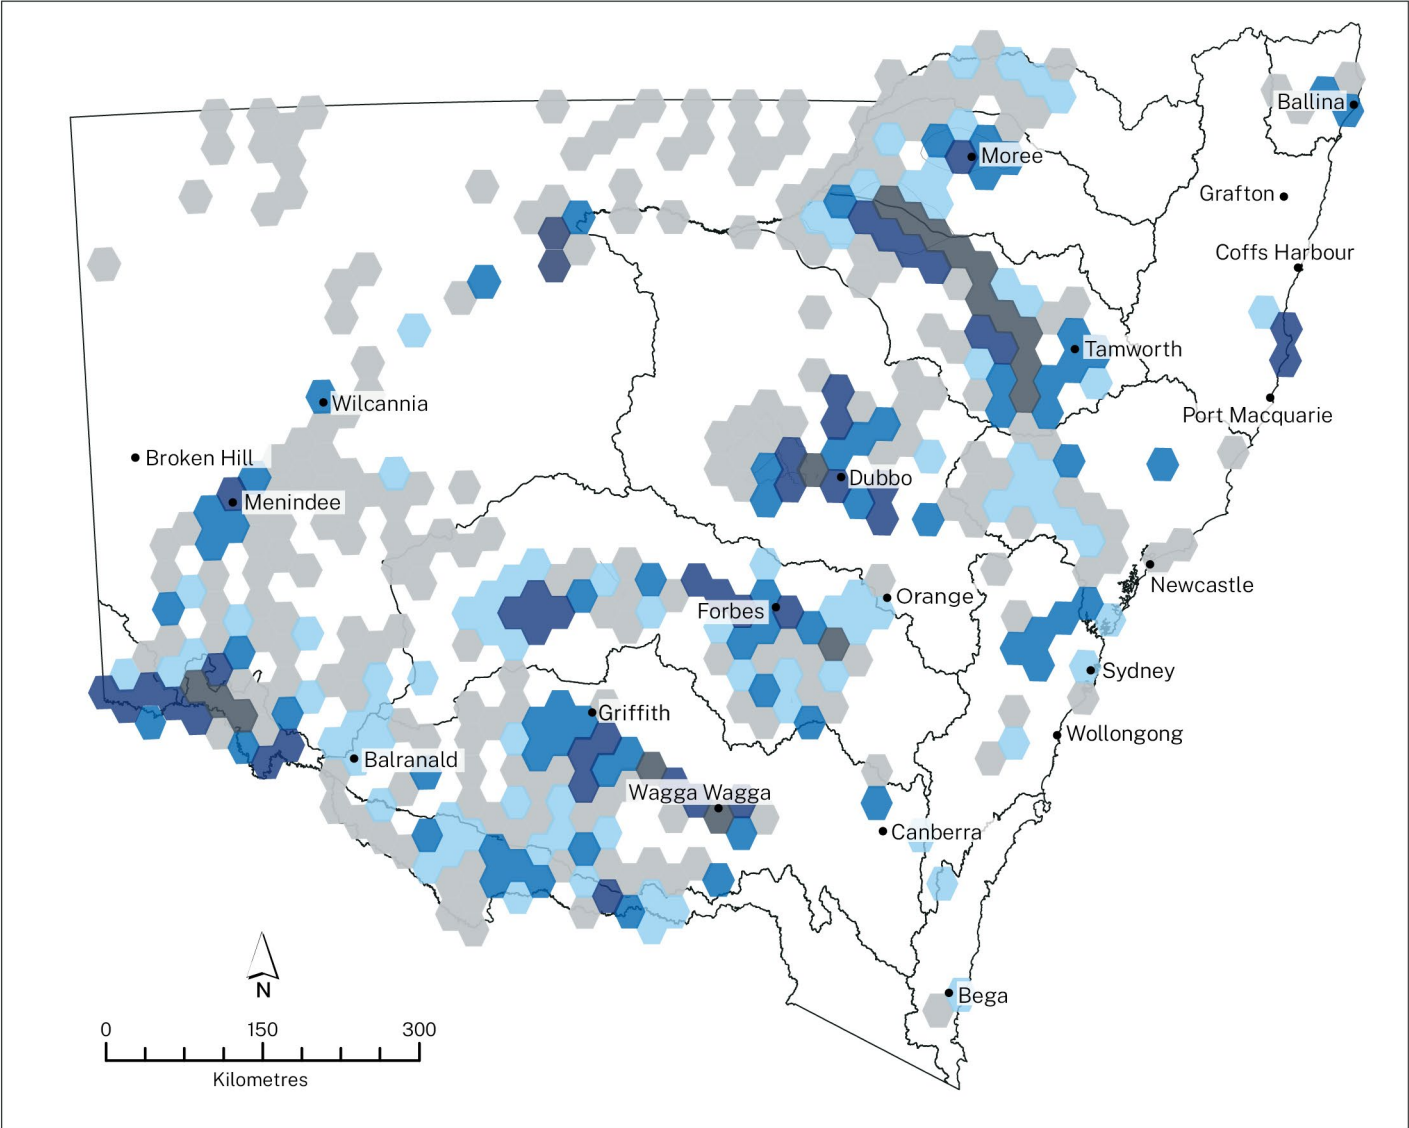 Ballina
Moree
Grafton
Coffs Harbour
Tamworth
Wilcannia
Port Macquarie
Broken Hill
Dubbo
Menindee
Newcastle
Orange
Forbes
Sydney
Griffith
Wollongong
Balranald
Wagga Wagga
Canberra
N
Bega
0 150 300
Kilometres